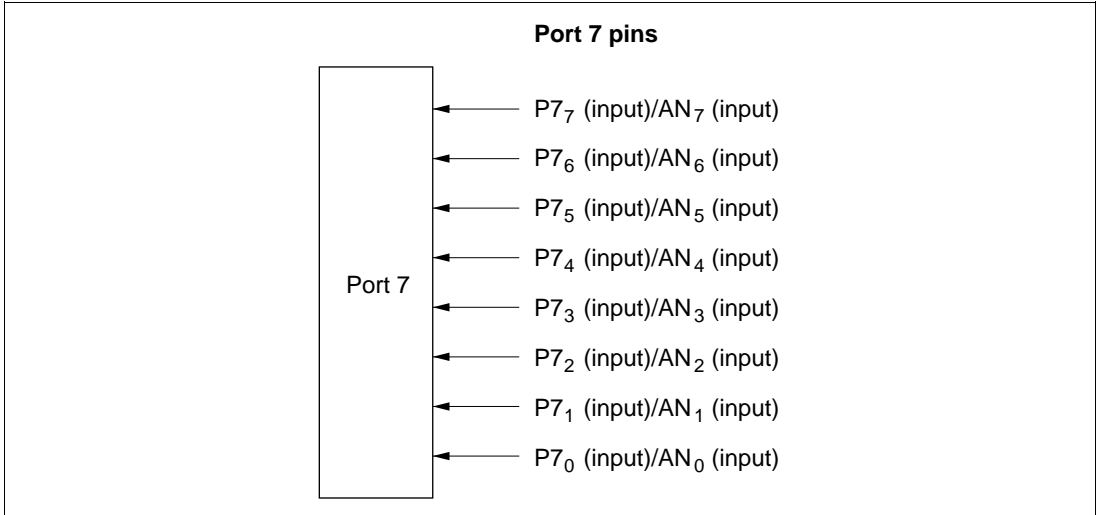 Port 7 pins
P7₇ (input)/AN₇ (input)
P7₆ (input)/AN₆ (input)
P7₅ (input)/AN₅ (input)
P7₄ (input)/AN₄ (input)
Port 7
P7₃ (input)/AN₃ (input)
P7₂ (input)/AN₂ (input)
P7₁ (input)/AN₁ (input)
P7₀ (input)/AN₀ (input)